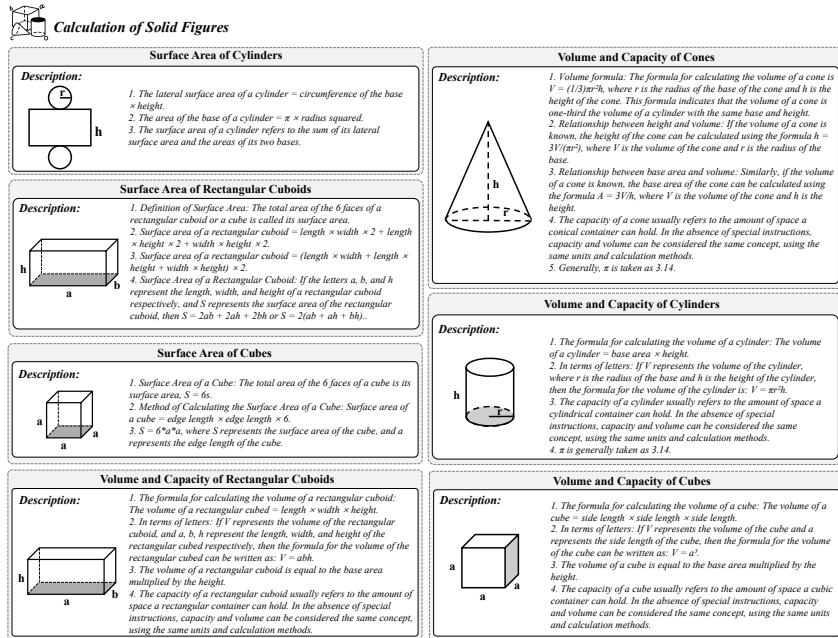 Calculation of Solid Figures
Surface Area of Cylinders
Description:
r
h
1. The lateral surface area of a cylinder = circumference of the base
× height.
2. The area of the base of a cylinder = π × radius squared.
3. The surface area of a cylinder refers to the sum of its lateral
surface area and the areas of its two bases.
Surface Area of Rectangular Cuboids
Description:
h
a
b
1. Definition of Surface Area: The total area of the 6 faces of a
rectangular cuboid or a cube is called its surface area.
2. Surface area of a rectangular cuboid = length × width × 2 + length
× height × 2 + width × height × 2.
3. Surface area of a rectangular cuboid = (length × width + length ×
height + width × height) × 2.
4. Surface Area of a Rectangular Cuboid: If the letters a, b, and h
represent the length, width, and height of a rectangular cuboid
respectively, and S represents the surface area of the rectangular
cuboid, then S = 2ab + 2ah + 2bh or S = 2(ab + ah + bh)..
Surface Area of Cubes
Description:
a
a
a
1. Surface Area of a Cube: The total area of the 6 faces of a cube is its
surface area, S = 6s.
2. Method of Calculating the Surface Area of a Cube: Surface area of
a cube = edge length × edge length × 6.
3. S = 6*a*a, where S represents the surface area of the cube, and a
represents the edge length of the cube.
Volume and Capacity of Rectangular Cuboids
Description:
h
a
b
1. The formula for calculating the volume of a rectangular cuboid:
The volume of a rectangular cubed = length × width × height.
2. In terms of letters: If V represents the volume of the rectangular
cuboid, and a, b, h represent the length, width, and height of the
rectangular cubed respectively, then the formula for the volume of the
rectangular cubed can be written as: V = abh.
3. The volume of a rectangular cuboid is equal to the base area
multiplied by the height.
4. The capacity of a rectangular cuboid usually refers to the amount of
space a rectangular container can hold. In the absence of special
instructions, capacity and volume can be considered the same concept,
using the same units and calculation methods.
Volume and Capacity of Cones
Description:
h
r
1. Volume formula: The formula for calculating the volume of a cone is
V = (1/3)πr²h, where r is the radius of the base of the cone and h is the
height of the cone. This formula indicates that the volume of a cone is
one-third the volume of a cylinder with the same base and height.
2. Relationship between height and volume: If the volume of a cone is
known, the height of the cone can be calculated using the formula h =
3V/(πr²), where V is the volume of the cone and r is the radius of the
base.
3. Relationship between base area and volume: Similarly, if the volume
of a cone is known, the base area of the cone can be calculated using
the formula A = 3V/h, where V is the volume of the cone and h is the
height.
4. The capacity of a cone usually refers to the amount of space a
conical container can hold. In the absence of special instructions,
capacity and volume can be considered the same concept, using the
same units and calculation methods.
5. Generally, π is taken as 3.14.
Volume and Capacity of Cylinders
Description:
h
r
1. The formula for calculating the volume of a cylinder: The volume
of a cylinder = base area × height.
2. In terms of letters: If V represents the volume of the cylinder,
where r is the radius of the base and h is the height of the cylinder,
then the formula for the volume of the cylinder is: V = πr²h.
3. The capacity of a cylinder usually refers to the amount of space a
cylindrical container can hold. In the absence of special
instructions, capacity and volume can be considered the same
concept, using the same units and calculation methods.
4. π is generally taken as 3.14.
Volume and Capacity of Cubes
Description:
a
a
a
1. The formula for calculating the volume of a cube: The volume of a
cube = side length × side length × side length.
2. In terms of letters: If V represents the volume of the cube and a
represents the side length of the cube, then the formula for the volume
of the cube can be written as: V = a³.
3. The volume of a cube is equal to the base area multiplied by the
height.
4. The capacity of a cube usually refers to the amount of space a cubic
container can hold. In the absence of special instructions, capacity
and volume can be considered the same concept, using the same units
and calculation methods.